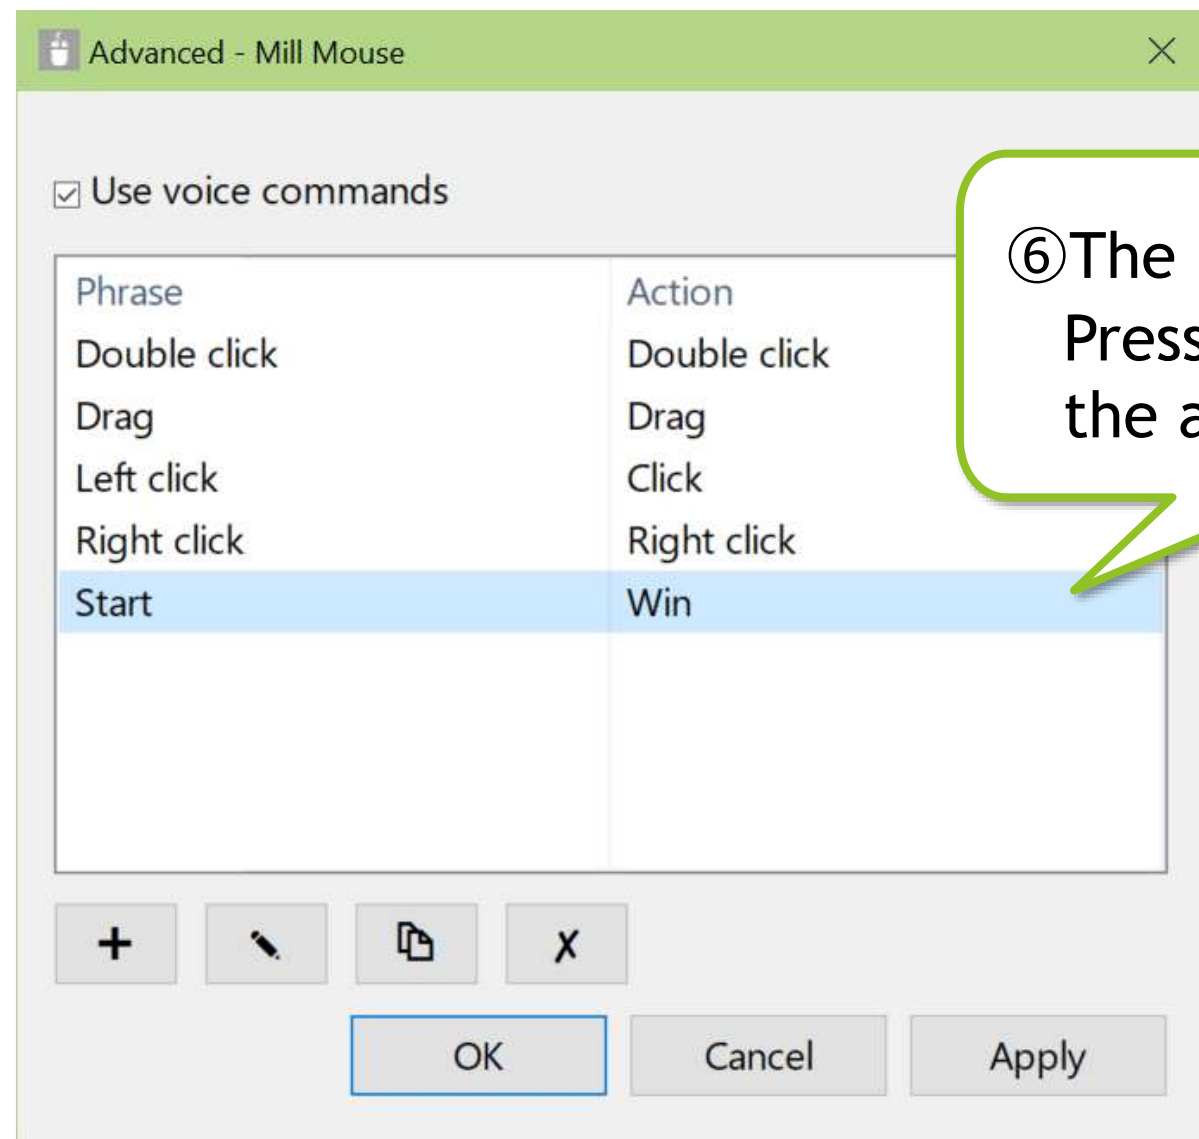 Advanced - Mill Mouse
Use voice commands
Phrase Action
Double click Double click
Drag Drag
Left click Click
Right click Right click
Start Win
⑥The
Press
the
OK Cancel Apply